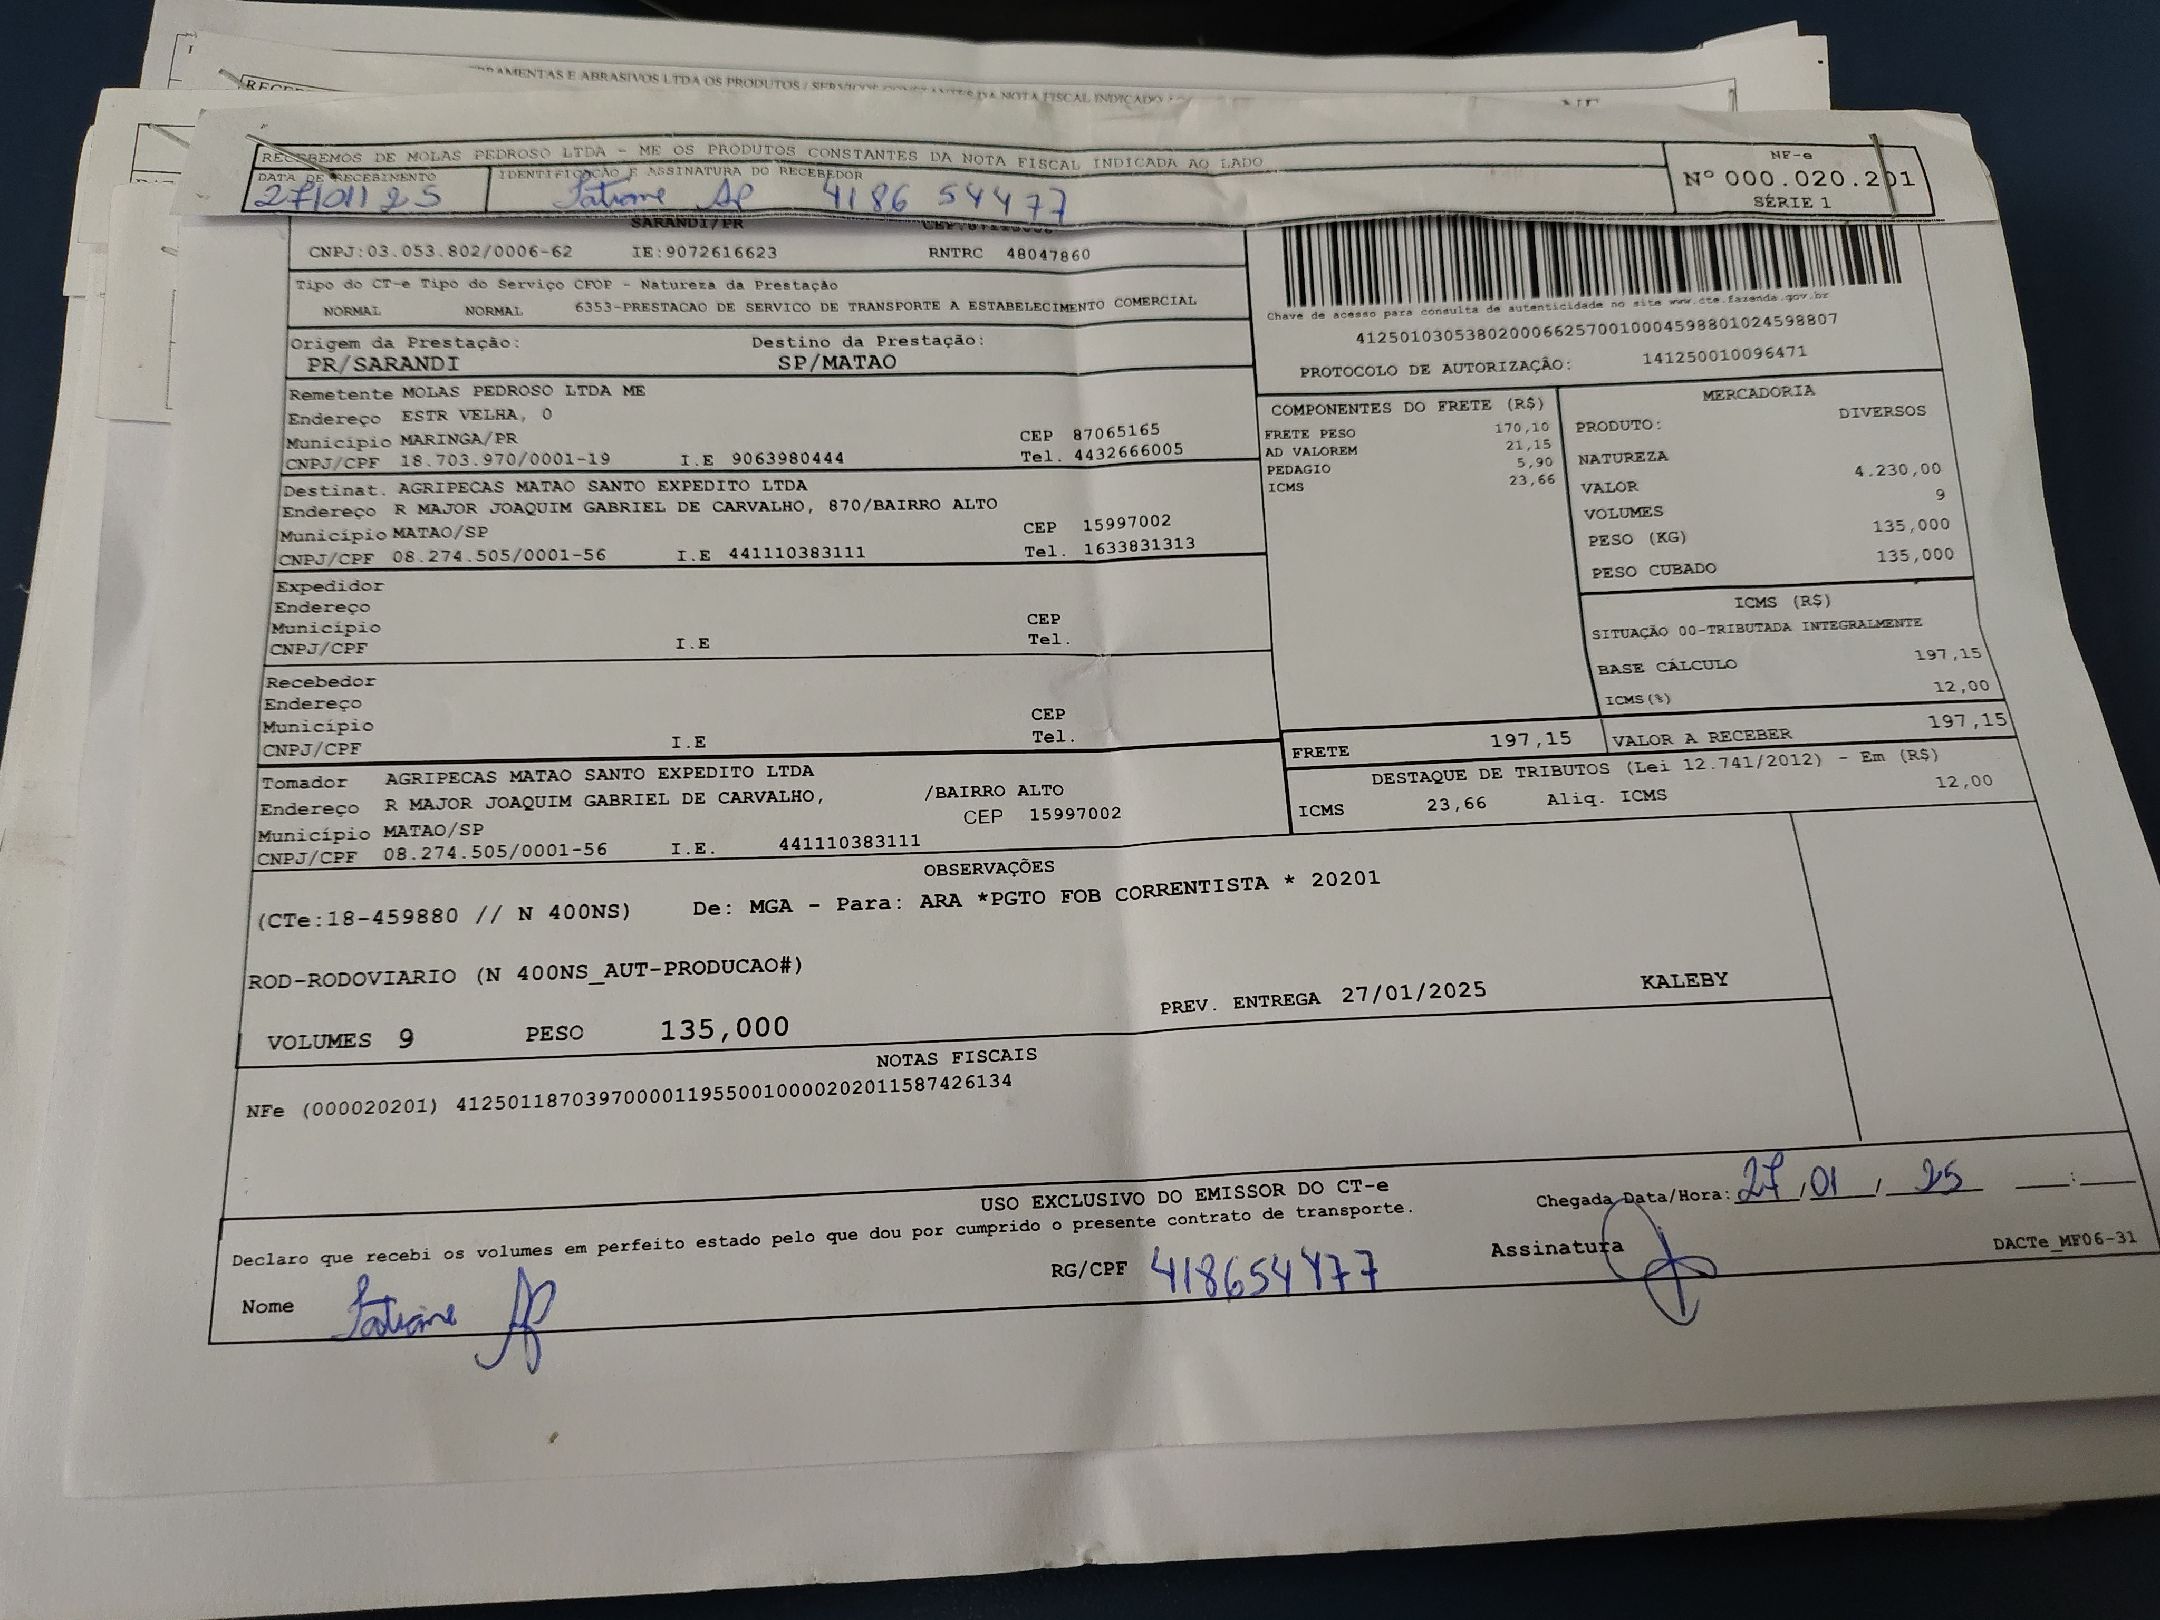 RAMENTAS E ABRASIVOS LTDA OS PRODUTOS / SERVIÇOS CONSTANTES DA NOTA FISCAL INDICADO
RECEBEMOS DE MOLAS PEDROSO LTDA - ME OS PRODUTOS CONSTANTES DA NOTA FISCAL INDICADA AO LADO
NF-e
Nº 000.020.201
SÉRIE 1
DATA DE RECEBIMENTO
27/01/25
IDENTIFICAÇÃO E ASSINATURA DO RECEBEDOR
Tatiane Ap 4186 54477
SARANDI/PR
CNPJ:03.053.802/0006-62 IE:9072616623 RNTRC 48047860
Tipo do CT-e Tipo do Serviço CFOP - Natureza da Prestação
NORMAL NORMAL 6353-PRESTACAO DE SERVICO DE TRANSPORTE A ESTABELECIMENTO COMERCIAL
Origem da Prestação: Destino da Prestação:
PR/SARANDI SP/MATAO
Remetente MOLAS PEDROSO LTDA ME
Endereço ESTR VELHA, 0
Município MARINGA/PR CEP 87065165
CNPJ/CPF 18.703.970/0001-19 I.E 9063980444 Tel. 4432666005
Destinat. AGRIPECAS MATAO SANTO EXPEDITO LTDA
Endereço R MAJOR JOAQUIM GABRIEL DE CARVALHO, 870/BAIRRO ALTO
Município MATAO/SP CEP 15997002
CNPJ/CPF 08.274.505/0001-56 I.E 441110383111 Tel. 1633831313
Expedidor
Endereço
Município CEP
CNPJ/CPF I.E Tel.
Recebedor
Endereço
Município CEP
CNPJ/CPF I.E Tel.
Tomador AGRIPECAS MATAO SANTO EXPEDITO LTDA
Endereço R MAJOR JOAQUIM GABRIEL DE CARVALHO, /BAIRRO ALTO
Município MATAO/SP CEP 15997002
CNPJ/CPF 08.274.505/0001-56 I.E. 441110383111
Chave de acesso para consulta de autenticidade no site www.cte.fazenda.gov.br
41250103053802000662570010004598801024598807
PROTOCOLO DE AUTORIZAÇÃO: 141250010096471
COMPONENTES DO FRETE (R$)
FRETE PESO 170,10
AD VALOREM 21,15
PEDAGIO 5,90
ICMS 23,66
MERCADORIA
PRODUTO: DIVERSOS
NATUREZA
VALOR 4.230,00
VOLUMES 9
PESO (KG) 135,000
PESO CUBADO 135,000
ICMS (R$)
SITUAÇÃO 00-TRIBUTADA INTEGRALMENTE
BASE CÁLCULO 197,15
ICMS(%) 12,00
FRETE 197,15 VALOR A RECEBER 197,15
DESTAQUE DE TRIBUTOS (Lei 12.741/2012) - Em (R$)
ICMS 23,66 Aliq. ICMS 12,00
OBSERVAÇÕES
(CTe:18-459880 // N 400NS) De: MGA - Para: ARA *PGTO FOB CORRENTISTA * 20201
ROD-RODOVIARIO (N 400NS_AUT-PRODUCAO#)
PREV. ENTREGA 27/01/2025 KALEBY
VOLUMES 9 PESO 135,000
NOTAS FISCAIS
NFe (000020201) 41250118703970000119550010000202011587426134
USO EXCLUSIVO DO EMISSOR DO CT-e
Declaro que recebi os volumes em perfeito estado pelo que dou por cumprido o presente contrato de transporte.
Chegada Data/Hora: 27/01/25 __:__
Nome Tatiane Ap RG/CPF 418654477 Assinatura
DACTe_MF06-31